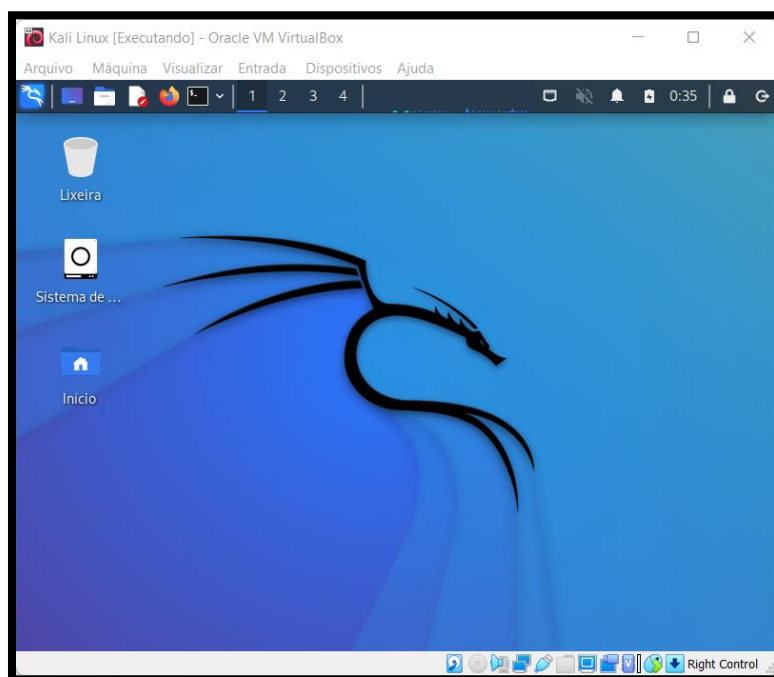 Kali Linux [Executando] - Oracle VM VirtualBox
Arquivo Máquina Visualizar Entrada Dispositivos Ajuda
1 2 3 4 0:35
Lixeira
Sistema de ...
Início
Right Control